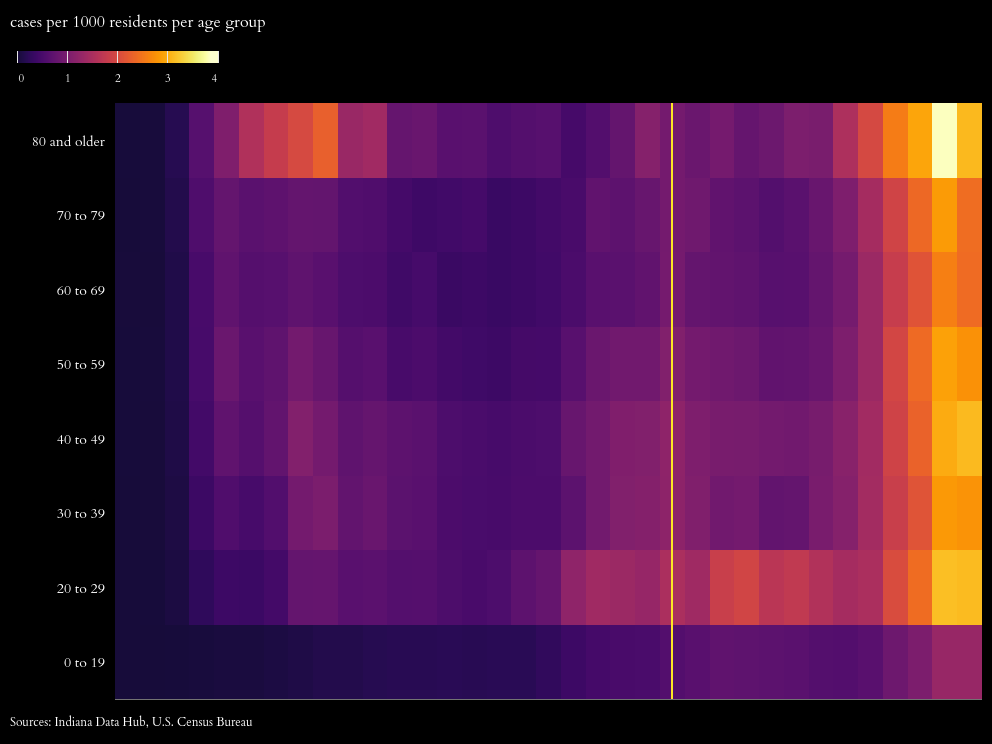 cases per 1000 residents per age group
0 1 2 3 4
80 and older
70 to 79
60 to 69
50 to 59
40 to 49
30 to 39
20 to 29
0 to 19
Sources: Indiana Data Hub, U.S. Census Bureau